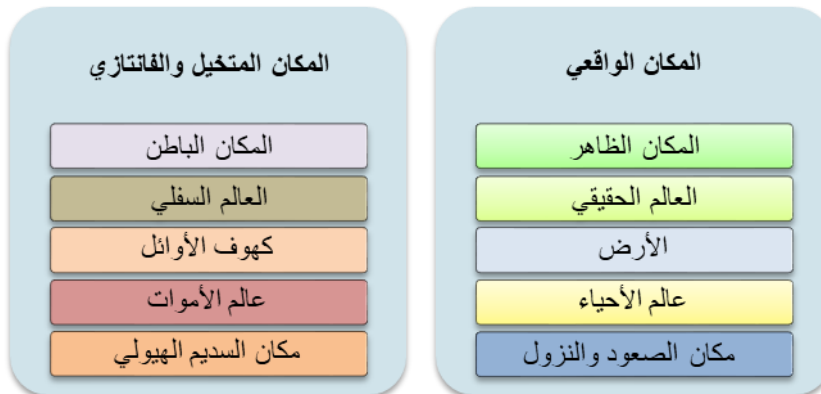 المكان الواقعي
المكان الظاهر
العالم الحقيقي
الأرض
عالم الأحياء
مكان الصعود والنزول
المكان المتخيل والفانتازي
المكان الباطن
العالم السفلي
كهوف الأوائل
عالم الأموات
مكان السديم الهيولي